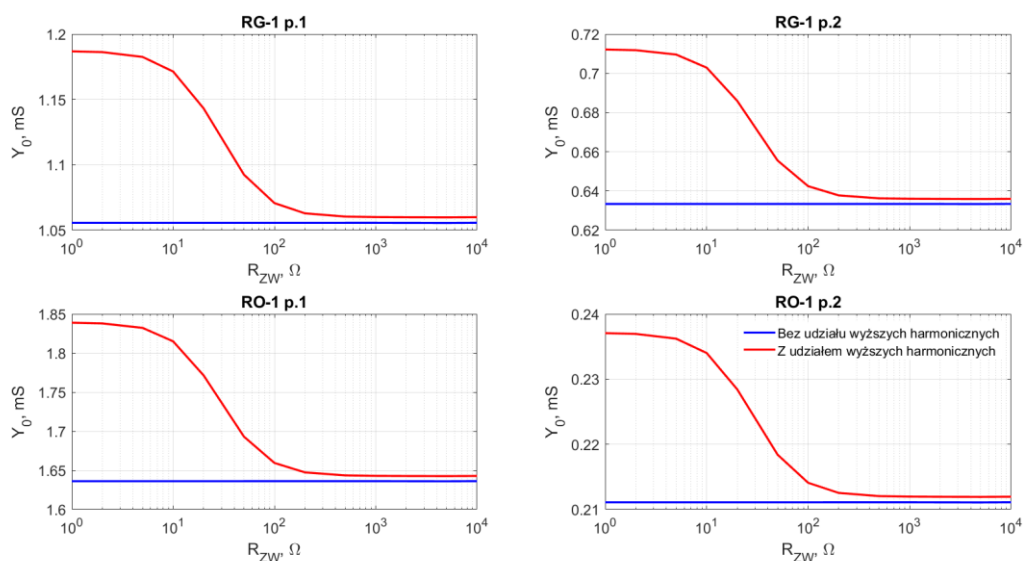 RG-1 p.1
1.2
1.15
1.1
1.05
Y0, mS
10^0 10^1 10^2 10^3 10^4
R_ZW, Ω
RG-1 p.2
0.72
0.7
0.68
0.66
0.64
0.62
Y0, mS
10^0 10^1 10^2 10^3 10^4
R_ZW, Ω
RO-1 p.1
1.85
1.8
1.75
1.7
1.65
1.6
Y0, mS
10^0 10^1 10^2 10^3 10^4
R_ZW, Ω
RO-1 p.2
0.24
0.23
0.22
0.21
Y0, mS
Bez udziału wyższych harmonicznych
Z udziałem wyższych harmonicznych
10^0 10^1 10^2 10^3 10^4
R_ZW, Ω